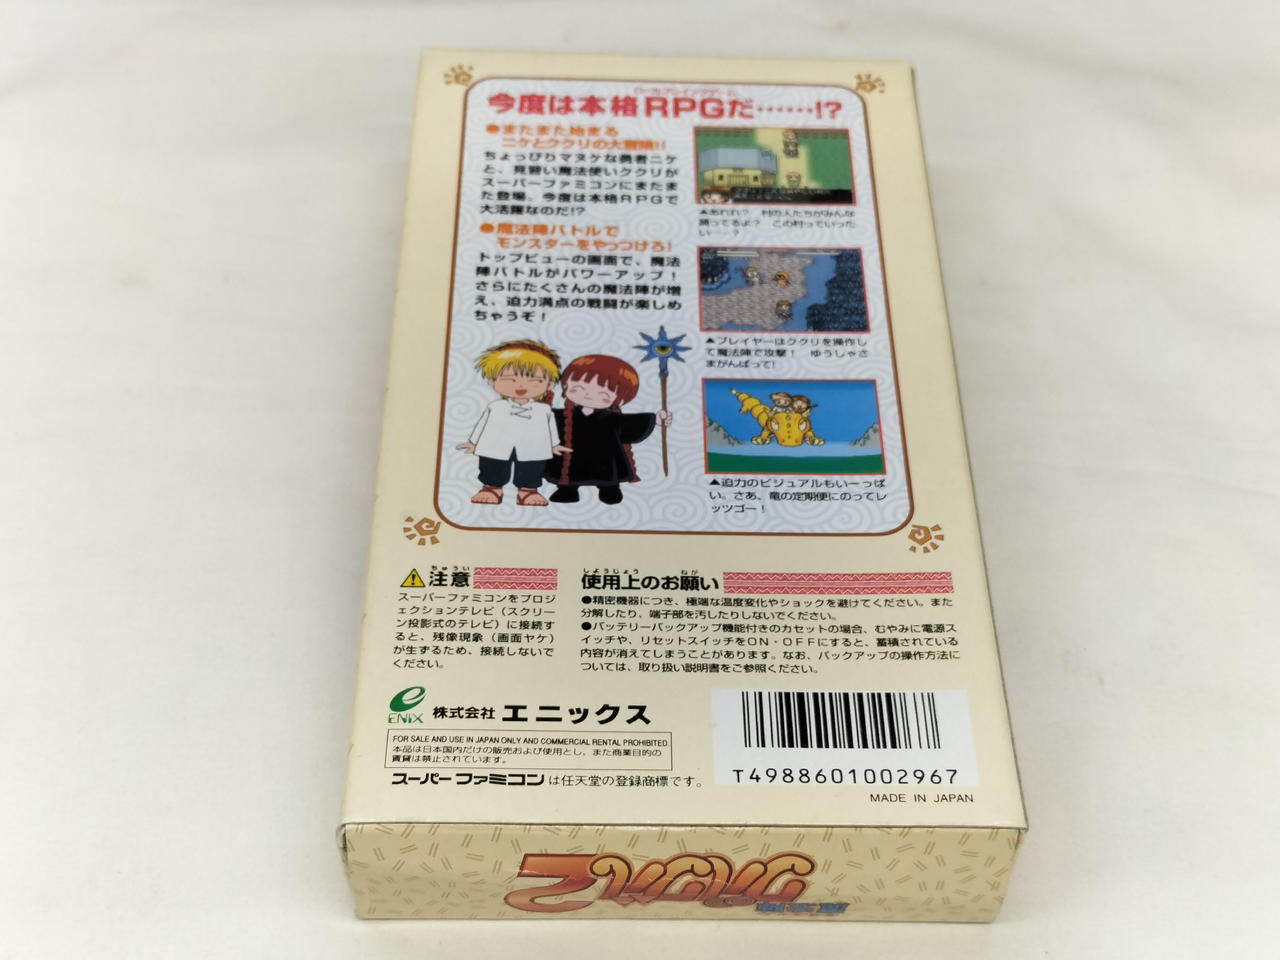 ロールプレイングゲーム
今度は本格RPGだ……!?
●またまた始まる
ニケとククリの大冒険!!
ちょっぴりマヌケな勇者ニケ
と、見習い魔法使いククリが
スーパーファミコンにまたま
た登場。今度は本格RPGで
大活躍なのだ!?
●魔法陣バトルで
モンスターをやっつけろ!
トップビューの画面で、魔法
陣バトルがパワーアップ!
さらにたくさんの魔法陣が増
え、迫力満点の戦闘が楽しめ
ちゃうぞ!
▲あれれ? 村の人たちがみんな
踊ってるよ? この村っていった
い……?
▲プレイヤーはククリを操作し
て魔法陣で攻撃! ゆうしゃさ
まがんばって!
▲迫力のビジュアルもいーっぱ
い。さあ、竜の定期便にのってレ
ッツゴー!
ちゅうい
注意
スーパーファミコンをプロジ
ェクションテレビ(スクリー
ン投影式のテレビ)に接続す
ると、残像現象(画面ヤケ)
が生ずるため、接続しないで
ください。
しようじょう ねが
使用上のお願い
●精密機器につき、極端な温度変化やショックを避けてください。また
分解したり、端子部を汚したりしないでください。
●バッテリーバックアップ機能付きのカセットの場合、むやみに電源ス
イッチや、リセットスイッチをON・OFFにすると、蓄積されている
内容が消えてしまうことがあります。なお、バックアップの操作方法に
ついては、取り扱い説明書をご参照ください。
ENIX 株式会社 エニックス
FOR SALE AND USE IN JAPAN ONLY AND COMMERCIAL RENTAL PROHIBITED.
本品は日本国内だけの販売および使用とし、また商業目的の
賃貸は禁止されています。
スーパーファミコンは任天堂の登録商標です。
T4988601002967
MADE IN JAPAN
魔法陣グルグル2